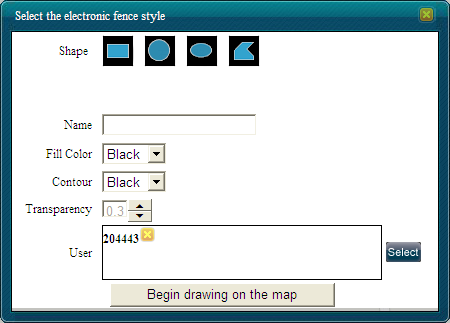 Select the electronic fence style
Shape
Name
Fill Color Black
Contour Black
Transparency 0.3
User 204443 Select
Begin drawing on the map